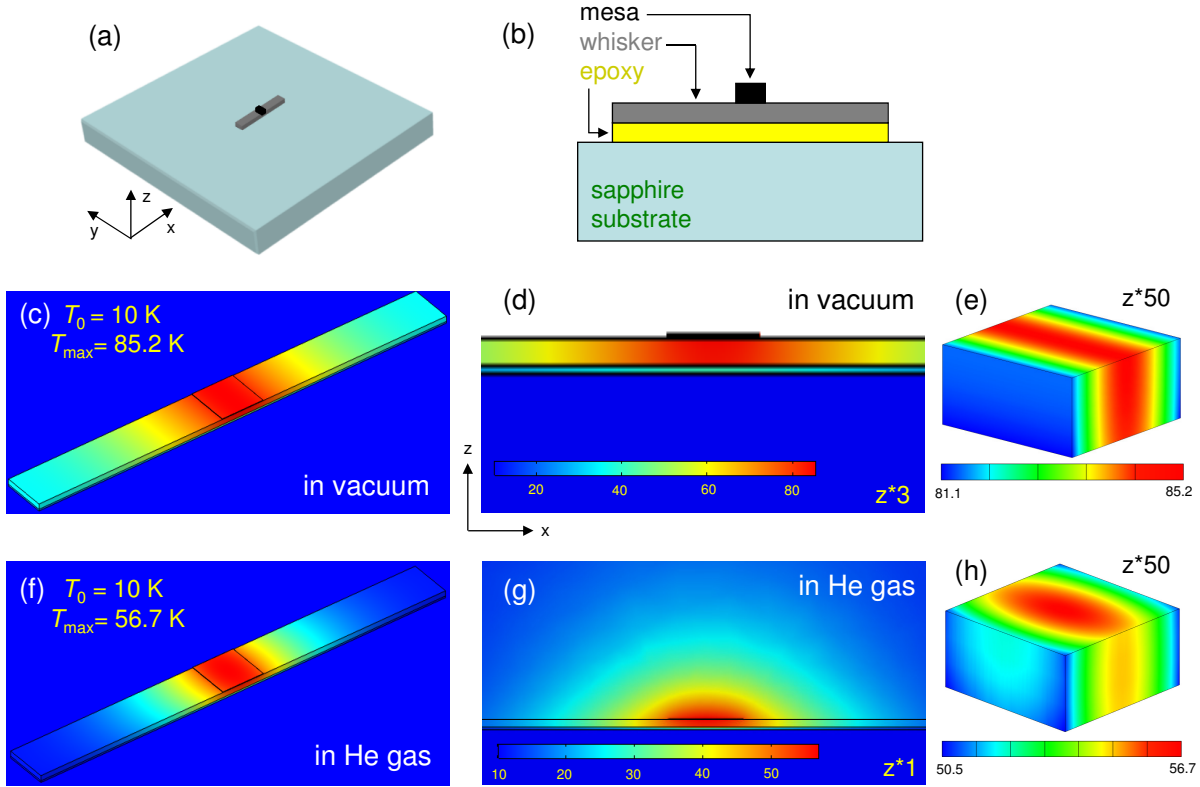 (a)
z
y
x
(b)
mesa
whisker
epoxy
sapphire
substrate
(c)
T₀ = 10 K
Tmax = 85.2 K
in vacuum
(d)
in vacuum
20 40 60 80
z*3
z
x
(e)
z*50
81.1 85.2
(f)
T₀ = 10 K
Tmax = 56.7 K
in He gas
(g)
in He gas
10 20 30 40 50
z*1
(h)
z*50
50.5 56.7